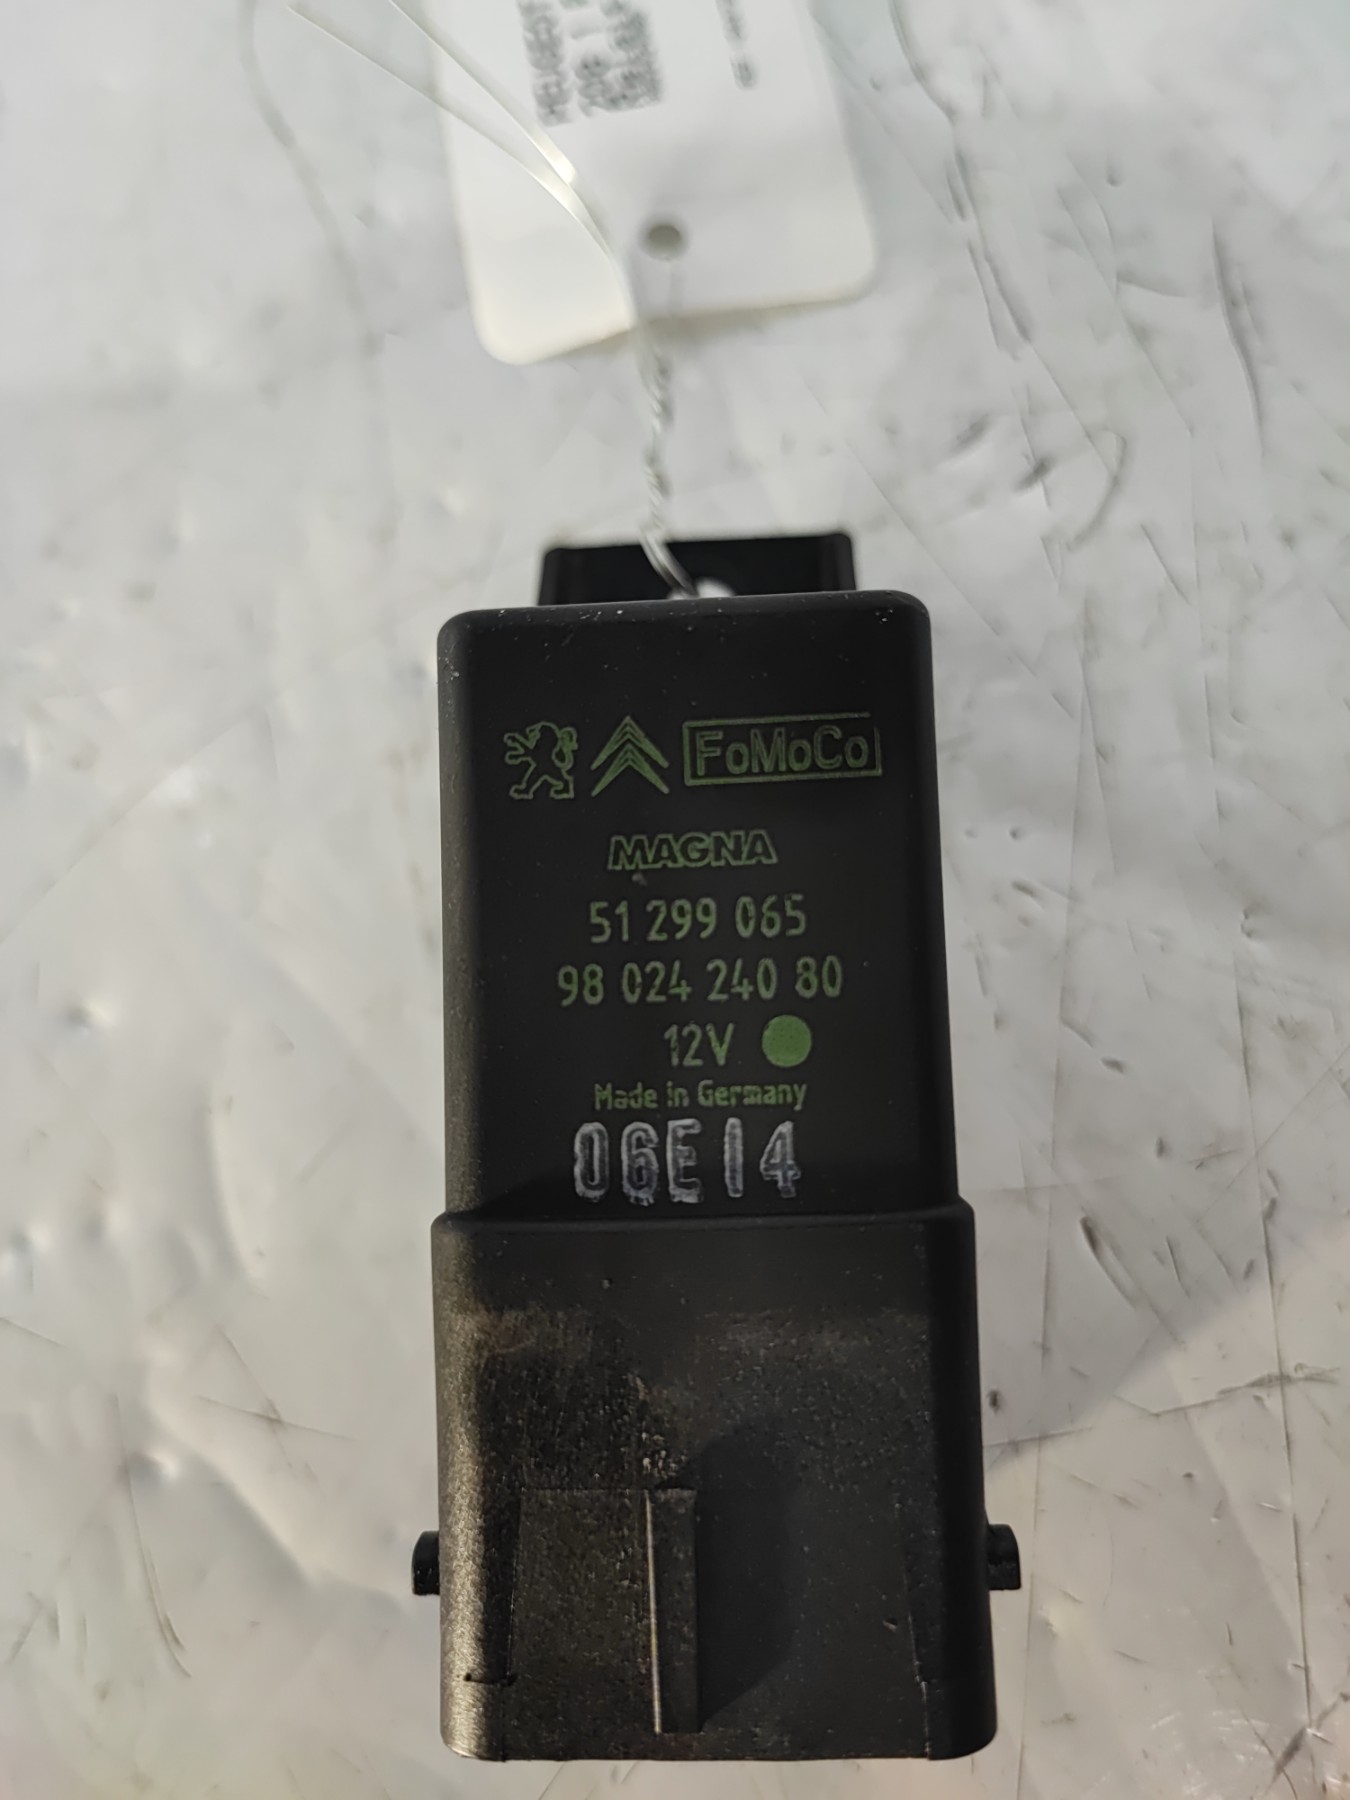 FoMoCo
MAGNA
51 299 065
98 024 240 80
12V
Made in Germany
06E14